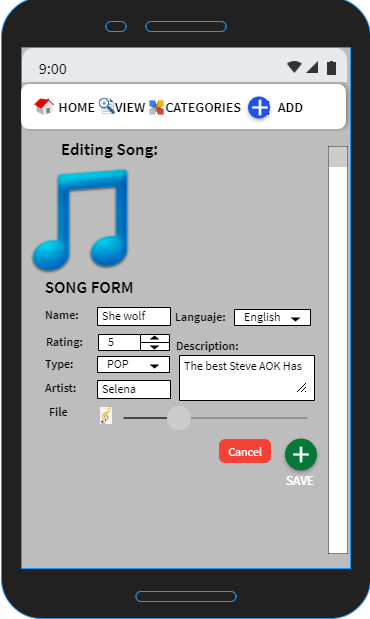 9:00
HOME VIEW CATEGORIES ADD
Editing Song:
SONG FORM
Name: She wolf Languaje: English
Rating: 5 Description:
Type: POP The best Steve AOK Has
Artist: Selena
File
Cancel
SAVE